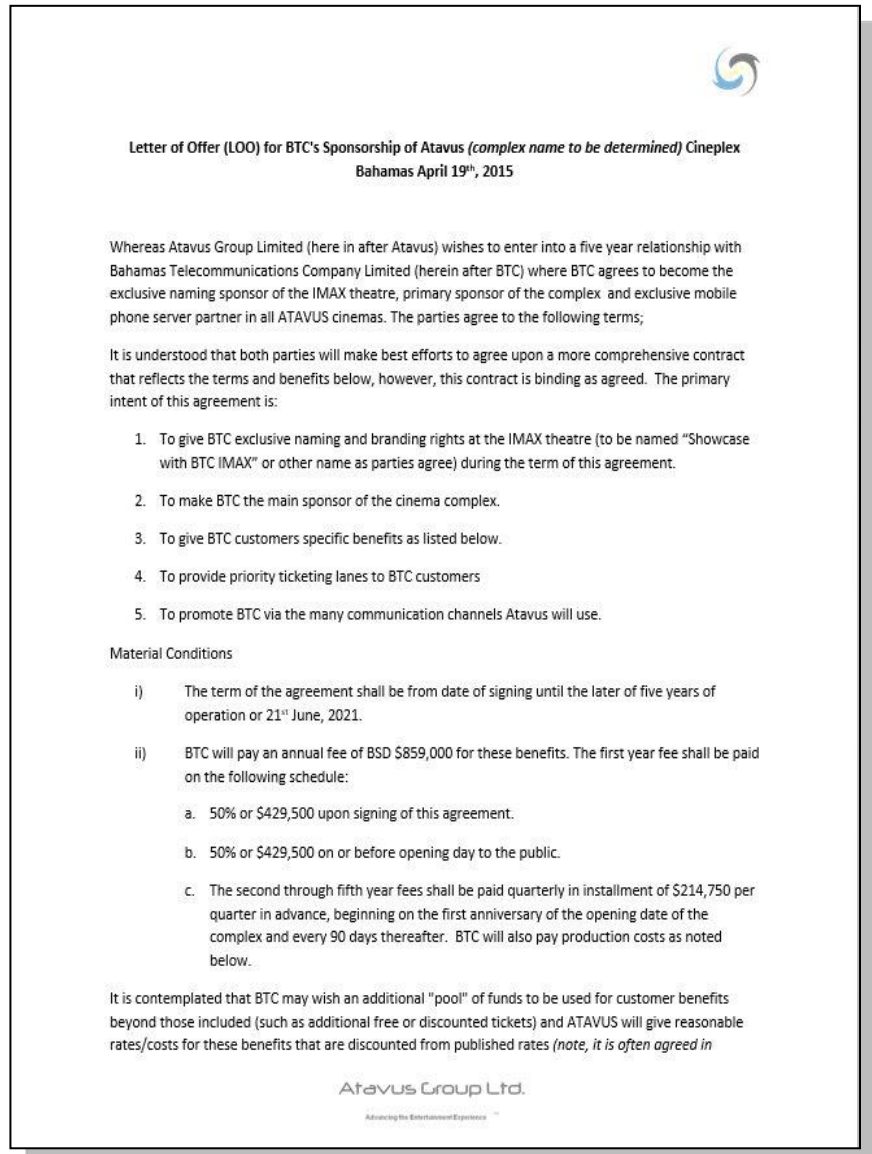 Letter of Offer (LOO) for BTC's Sponsorship of Atavus (complex name to be determined) Cineplex
Bahamas April 19th, 2015
Whereas Atavus Group Limited (here in after Atavus) wishes to enter into a five year relationship with
Bahamas Telecommunications Company Limited (herein after BTC) where BTC agrees to become the
exclusive naming sponsor of the IMAX theatre, primary sponsor of the complex and exclusive mobile
phone server partner in all ATAVUS cinemas. The parties agree to the following terms;
It is understood that both parties will make best efforts to agree upon a more comprehensive contract
that reflects the terms and benefits below, however, this contract is binding as agreed. The primary
intent of this agreement is:
1. To give BTC exclusive naming and branding rights at the IMAX theatre (to be named “Showcase
with BTC IMAX” or other name as parties agree) during the term of this agreement.
2. To make BTC the main sponsor of the cinema complex.
3. To give BTC customers specific benefits as listed below.
4. To provide priority ticketing lanes to BTC customers
5. To promote BTC via the many communication channels Atavus will use.
Material Conditions
i) The term of the agreement shall be from date of signing until the later of five years of
operation or 21st June, 2021.
ii) BTC will pay an annual fee of BSD $859,000 for these benefits. The first year fee shall be paid
on the following schedule:
a. 50% or $429,500 upon signing of this agreement.
b. 50% or $429,500 on or before opening day to the public.
c. The second through fifth year fees shall be paid quarterly in installment of $214,750 per
quarter in advance, beginning on the first anniversary of the opening date of the
complex and every 90 days thereafter. BTC will also pay production costs as noted
below.
It is contemplated that BTC may wish an additional "pool" of funds to be used for customer benefits
beyond those included (such as additional free or discounted tickets) and ATAVUS will give reasonable
rates/costs for these benefits that are discounted from published rates (note, it is often agreed in
Atavus Group Ltd.
Advancing the Entertainment Experience